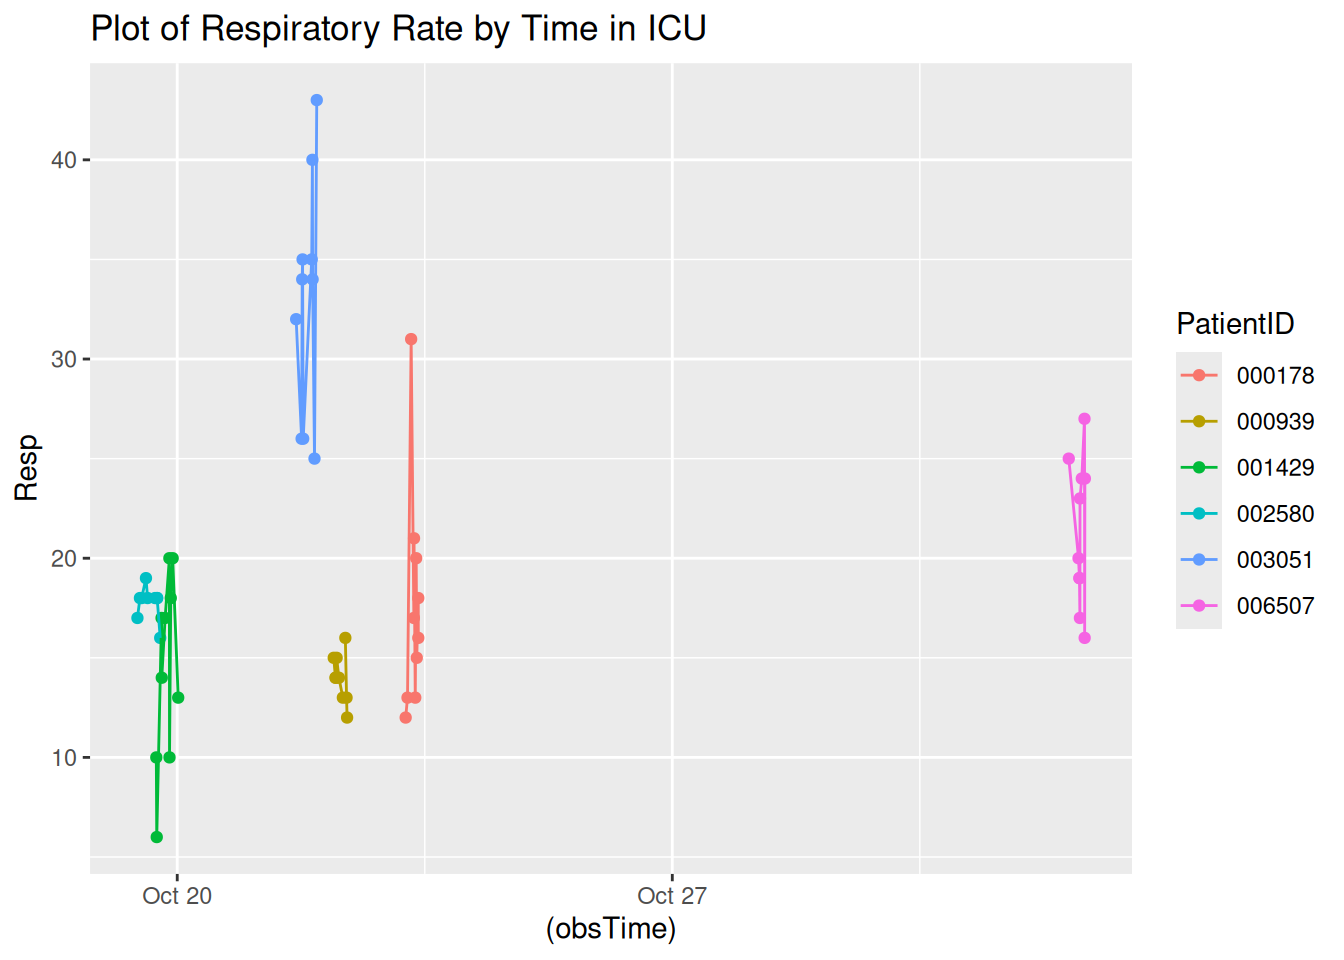 Plot of Respiratory Rate by Time in ICU
Resp
40
30
20
10
Oct 20
Oct 27
(obsTime)
PatientID
000178
000939
001429
002580
003051
006507